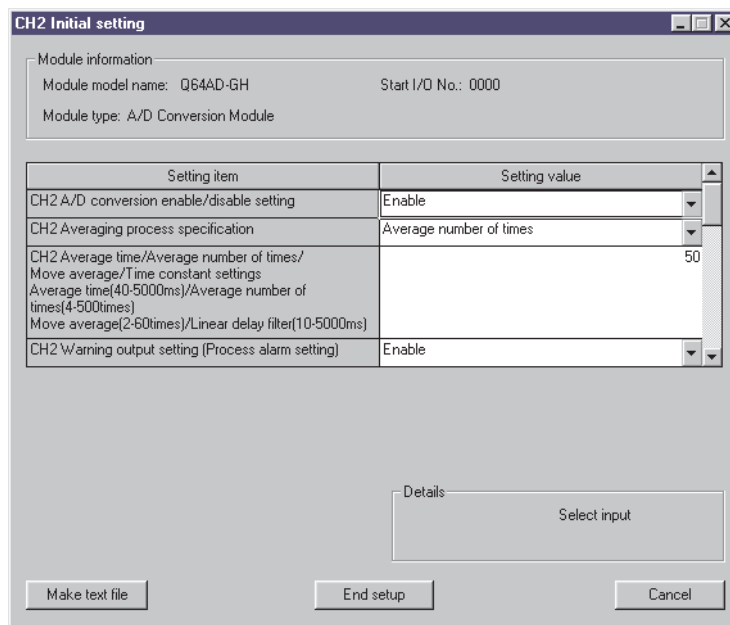 CH2 Initial setting
Module information
Module model name: Q64AD-GH Start I/O No.: 0000
Module type: A/D Conversion Module
Setting item Setting value
CH2 A/D conversion enable/disable setting Enable
CH2 Averaging process specification Average number of times
CH2 Average time/Average number of times/ 50
Move average/Time constant settings
Average time(40-5000ms)/Average number of
times(4-500times)
Move average(2-60times)/Linear delay filter(10-5000ms)
CH2 Warning output setting (Process alarm setting) Enable
Details
Select input
Make text file End setup Cancel